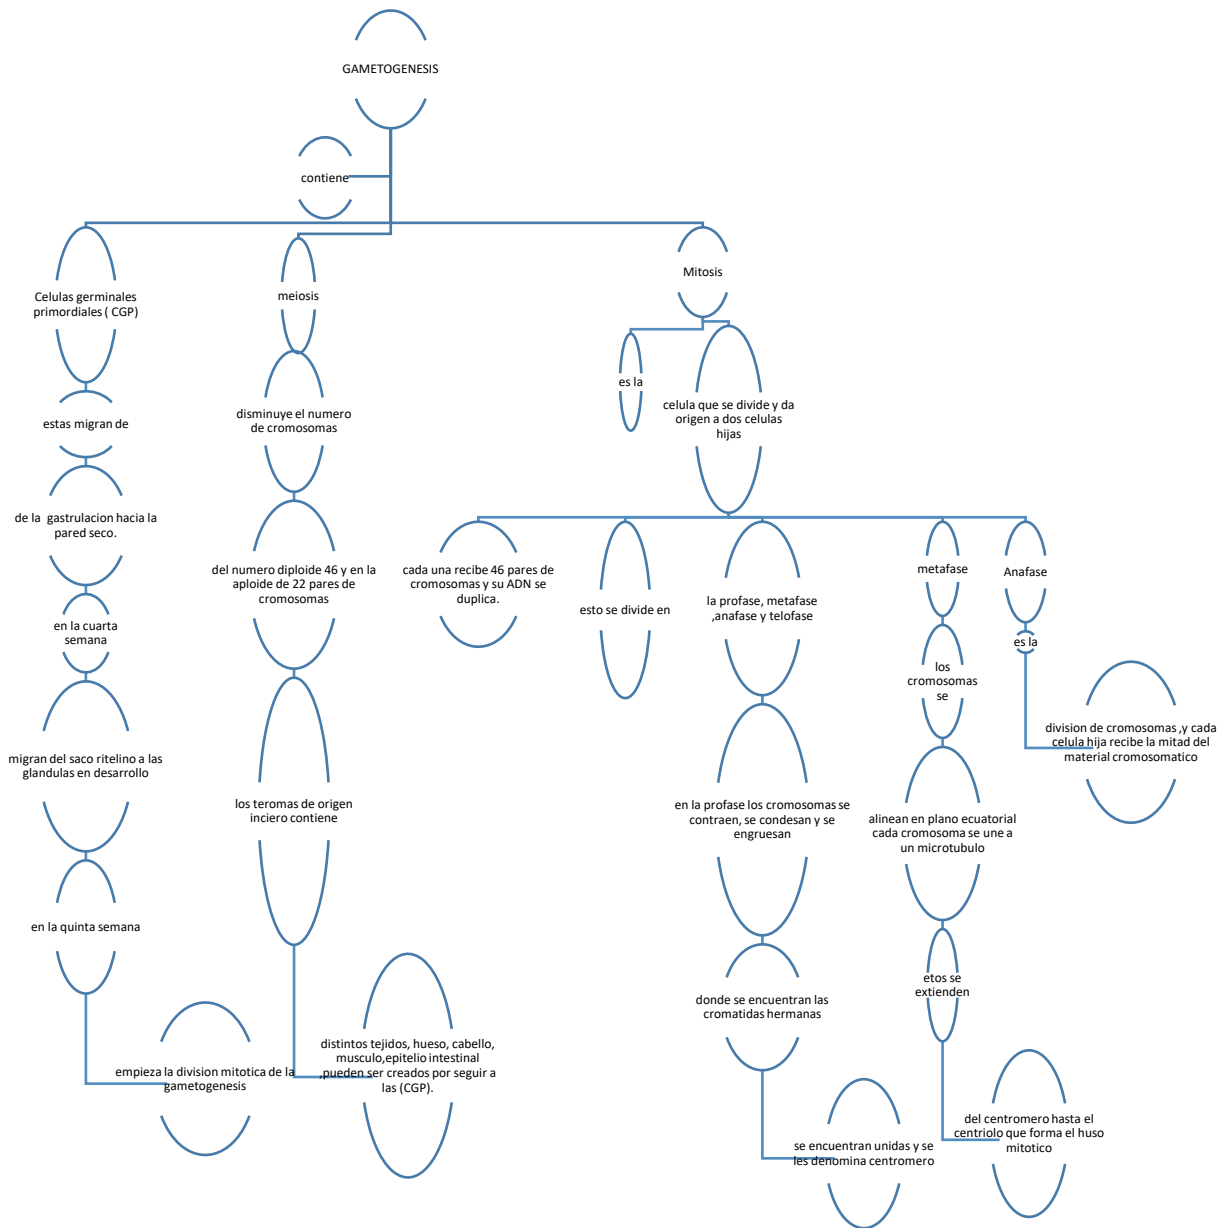 GAMETOGENESIS
contiene
Celulas germinales
primordiales ( CGP)
estas migran de
de la gastrulacion hacia la
pared seco.
en la cuarta
semana
migran del saco ritelino a las
glandulas en desarrollo
en la quinta semana
empieza la division mitotica de la
gametogenesis
meiosis
disminuye el numero
de cromosomas
del numero diploide 46 y en la
aploide de 22 pares de
cromosomas
los teromas de origen
inciero contiene
distintos tejidos, hueso, cabello,
musculo,epitelio intestinal
,pueden ser creados por seguir a
las (CGP).
Mitosis
es la
celula que se divide y da
origen a dos celulas
hijas
cada una recibe 46 pares de
cromosomas y su ADN se
duplica.
esto se divide en
la profase, metafase
,anafase y telofase
en la profase los cromosomas se
contraen, se condesan y se
engruesan
donde se encuentran las
cromatidas hermanas
se encuentran unidas y se
les denomina centromero
metafase
los
cromosomas
se
alinean en plano ecuatorial
cada cromosoma se une a
un microtubulo
etos se
extienden
del centromero hasta el
centriolo que forma el huso
mitotico
Anafase
es la
division de cromosomas ,y cada
celula hija recibe la mitad del
material cromosomatico